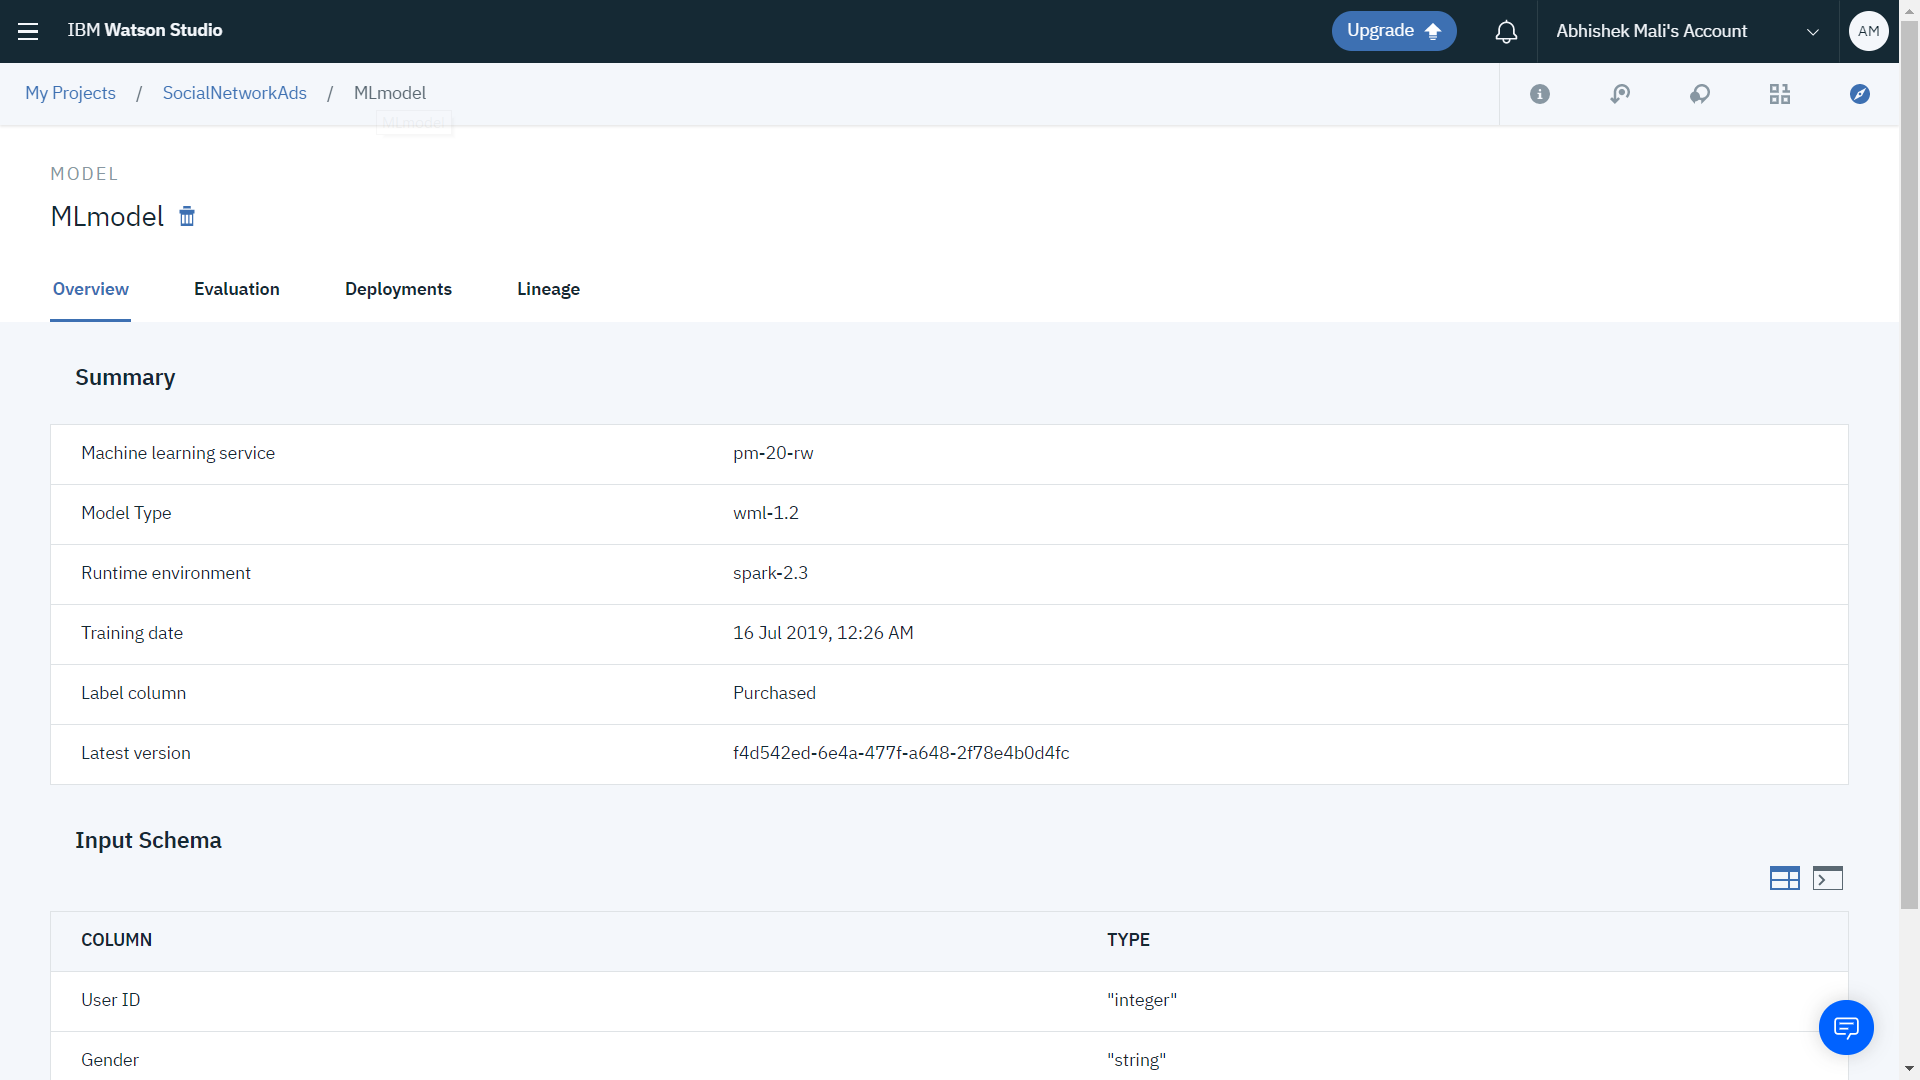 IBM Watson Studio
Upgrade
Abhishek Mali's Account
AM
My Projects / SocialNetworkAds / MLmodel
MLmodel
MODEL
MLmodel
Overview Evaluation Deployments Lineage
Summary
Machine learning service pm-20-rw
Model Type wml-1.2
Runtime environment spark-2.3
Training date 16 Jul 2019, 12:26 AM
Label column Purchased
Latest version f4d542ed-6e4a-477f-a648-2f78e4b0d4fc
Input Schema
COLUMN TYPE
User ID "integer"
Gender "string"